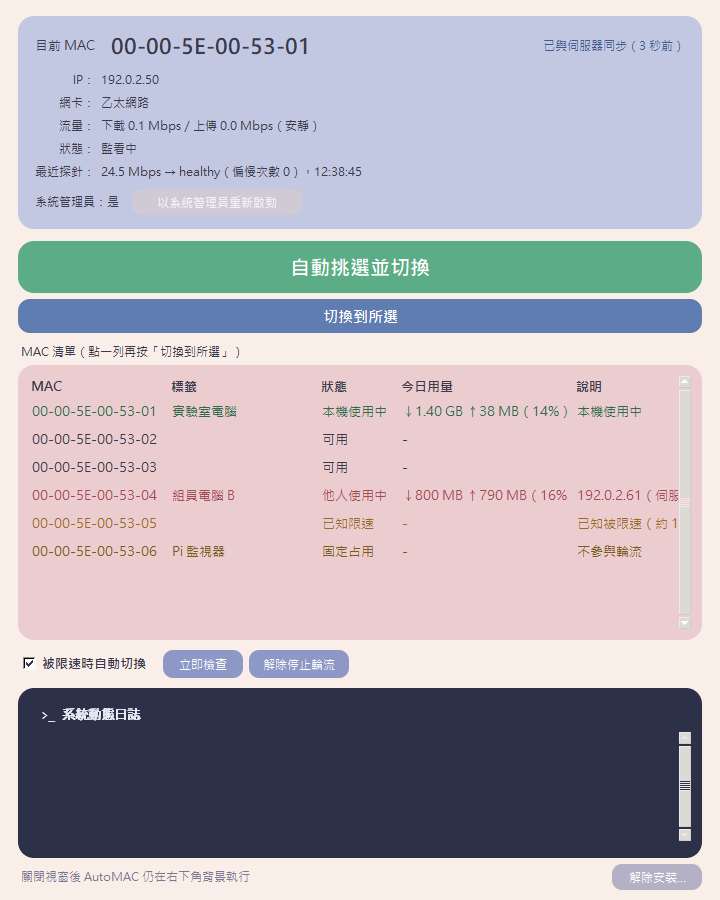 目前 MAC 00-00-5E-00-53-01 已與伺服器同步（3 秒前）
IP： 192.0.2.50
網卡： 乙太網路
流量： 下載 0.1 Mbps / 上傳 0.0 Mbps（安靜）
狀態： 監看中
最近探針： 24.5 Mbps → healthy（偏慢次數 0），12:38:45
系統管理員：是 以系統管理員重新啟動
自動挑選並切換
切換到所選
MAC 清單（點一列再按「切換到所選」）
MAC 標籤 狀態 今日用量 說明
00-00-5E-00-53-01 實驗室電腦 本機使用中 ↓1.40 GB ↑38 MB（14%） 本機使用中
00-00-5E-00-53-02 可用 -
00-00-5E-00-53-03 可用 -
00-00-5E-00-53-04 組員電腦 B 他人使用中 ↓800 MB ↑790 MB（16% 192.0.2.61（伺服
00-00-5E-00-53-05 已知限速 - 已知被限速（約 1
00-00-5E-00-53-06 Pi 監視器 固定占用 - 不參與輪流
被限速時自動切換 立即檢查 解除停止輪流
>_ 系統動態日誌
關閉視窗後 AutoMAC 仍在右下角背景執行 解除安裝...